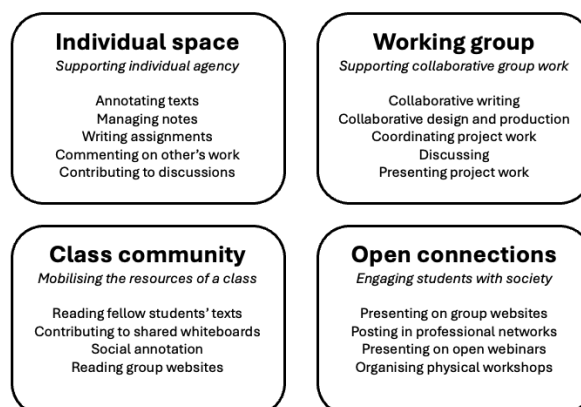 Individual space
Supporting individual agency
Annotating texts
Managing notes
Writing assignments
Commenting on other's work
Contributing to discussions
Working group
Supporting collaborative group work
Collaborative writing
Collaborative design and production
Coordinating project work
Discussing
Presenting project work
Class community
Mobilising the resources of a class
Reading fellow students' texts
Contributing to shared whiteboards
Social annotation
Reading group websites
Open connections
Engaging students with society
Presenting on group websites
Posting in professional networks
Presenting on open webinars
Organising physical workshops